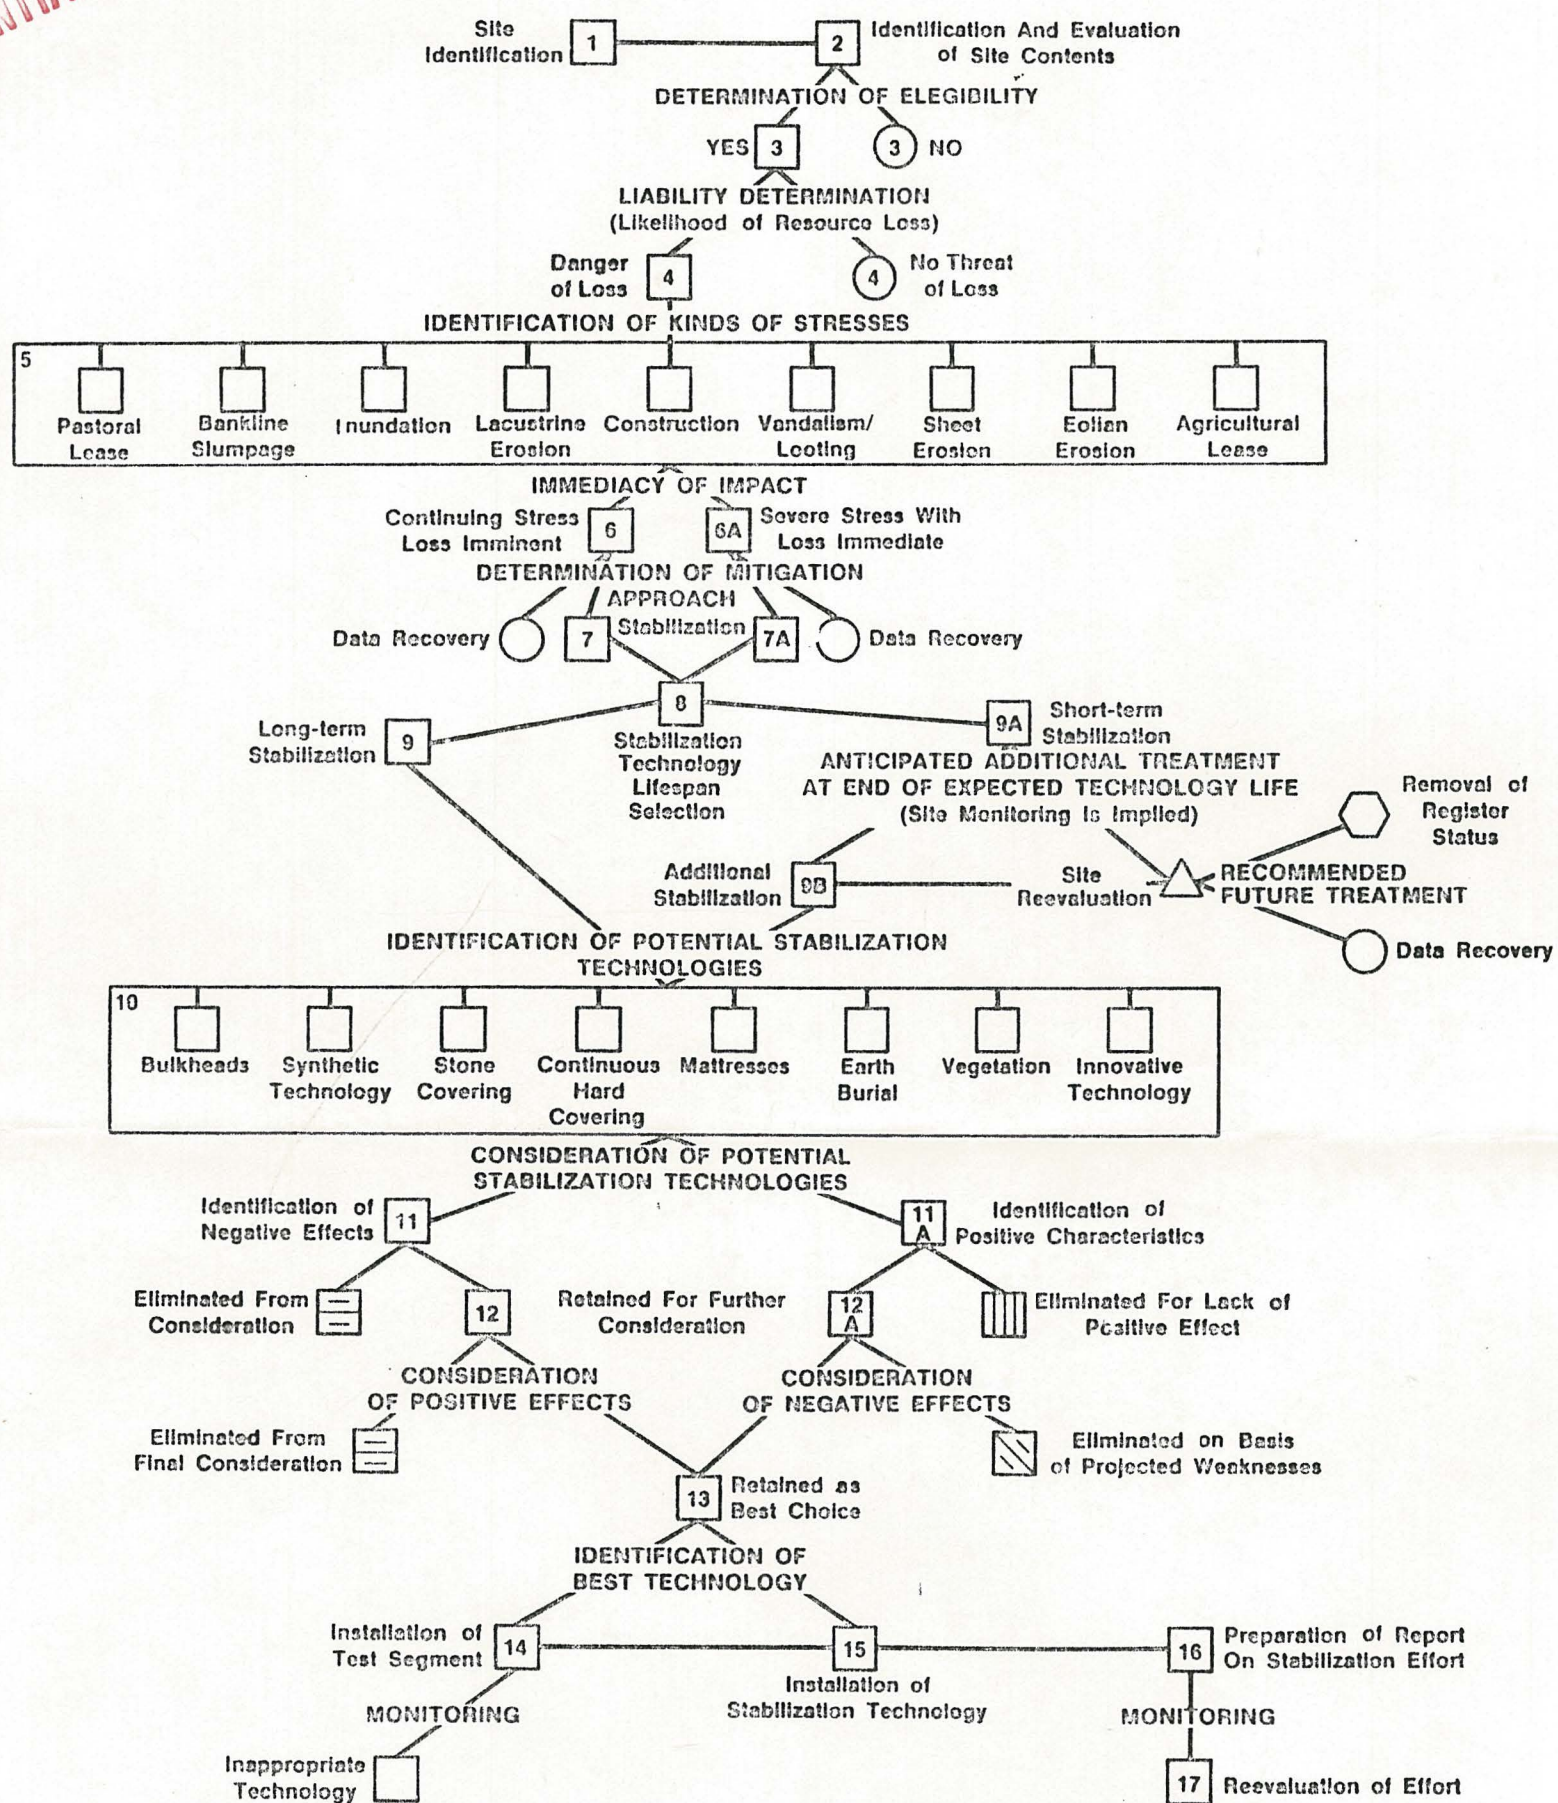 Site
Identification
1
2
Identification And Evaluation
of Site Contents
DETERMINATION OF ELEGIBILITY
YES
3
3
NO
LIABILITY DETERMINATION
(Likelihood of Resource Loss)
Danger
of Loss
4
4
No Threat
of Loss
IDENTIFICATION OF KINDS OF STRESSES
5
Pastoral
Lease
Bankline
Slumpage
Inundation
Lacustrine
Erosion
Construction
Vandalism/
Looting
Sheet
Erosion
Eolian
Erosion
Agricultural
Lease
IMMEDIACY OF IMPACT
Continuing Stress
Loss Imminent
6
6A
Severe Stress With
Loss Immediate
DETERMINATION OF MITIGATION
APPROACH
Data Recovery
7
Stabilization
7A
Data Recovery
8
Stabilization
Technology
Lifespan
Selection
Long-term
Stabilization
9
9A
Short-term
Stabilization
ANTICIPATED ADDITIONAL TREATMENT
AT END OF EXPECTED TECHNOLOGY LIFE
(Site Monitoring Is Implied)
Removal of
Register
Status
Additional
Stabilization
9B
Site
Reevaluation
RECOMMENDED
FUTURE TREATMENT
Data Recovery
IDENTIFICATION OF POTENTIAL STABILIZATION
TECHNOLOGIES
10
Bulkheads
Synthetic
Technology
Stone
Covering
Continuous
Hard
Covering
Mattresses
Earth
Burial
Vegetation
Innovative
Technology
CONSIDERATION OF POTENTIAL
STABILIZATION TECHNOLOGIES
Identification of
Negative Effects
11
11
A
Identification of
Positive Characteristics
Eliminated From
Consideration
12
Retained For Further
Consideration
12
A
Eliminated For Lack of
Positive Effect
CONSIDERATION
OF POSITIVE EFFECTS
CONSIDERATION
OF NEGATIVE EFFECTS
Eliminated From
Final Consideration
Eliminated on Basis
of Projected Weaknesses
13
Retained as
Best Choice
IDENTIFICATION OF
BEST TECHNOLOGY
Installation of
Test Segment
14
15
Installation of
Stabilization Technology
16
Preparation of Report
On Stabilization Effort
MONITORING
MONITORING
Inappropriate
Technology
17
Reevaluation of Effort